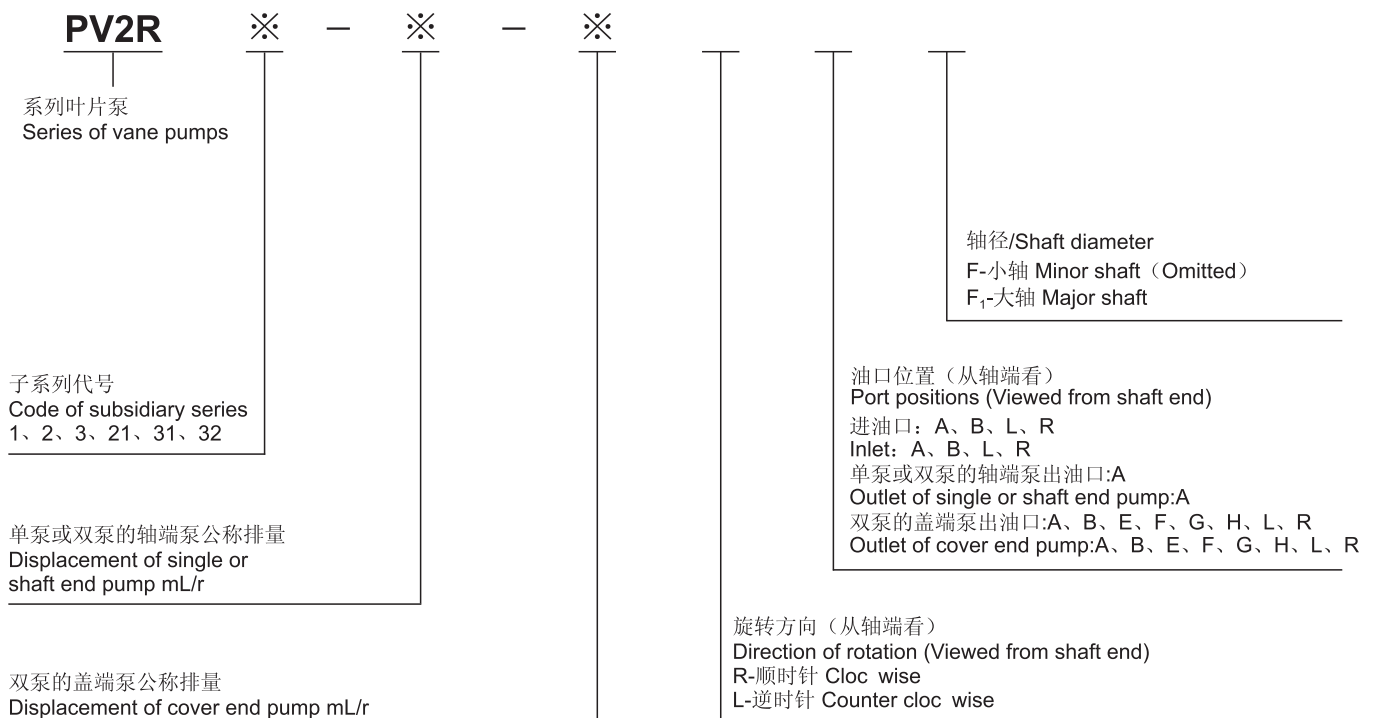 PV2R ※ － ※ － ※
系列叶片泵
Series of vane pumps
轴径/Shaft diameter
F-小轴 Minor shaft（Omitted）
F₁-大轴 Major shaft
子系列代号
Code of subsidiary series
1、2、3、21、31、32
油口位置（从轴端看）
Port positions (Viewed from shaft end)
进油口：A、B、L、R
Inlet：A、B、L、R
单泵或双泵的轴端泵出油口:A
Outlet of single or shaft end pump:A
双泵的盖端泵出油口:A、B、E、F、G、H、L、R
Outlet of cover end pump:A、B、E、F、G、H、L、R
单泵或双泵的轴端泵公称排量
Displacement of single or
shaft end pump mL/r
旋转方向（从轴端看）
Direction of rotation (Viewed from shaft end)
R-顺时针 Cloc wise
L-逆时针 Counter cloc wise
双泵的盖端泵公称排量
Displacement of cover end pump mL/r